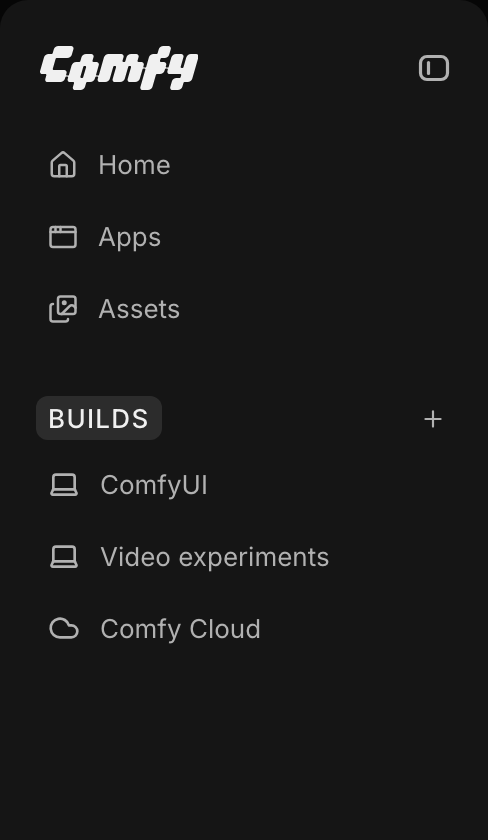 Comfy
Home
Apps
Assets
BUILDS
ComfyUI
Video experiments
Comfy Cloud